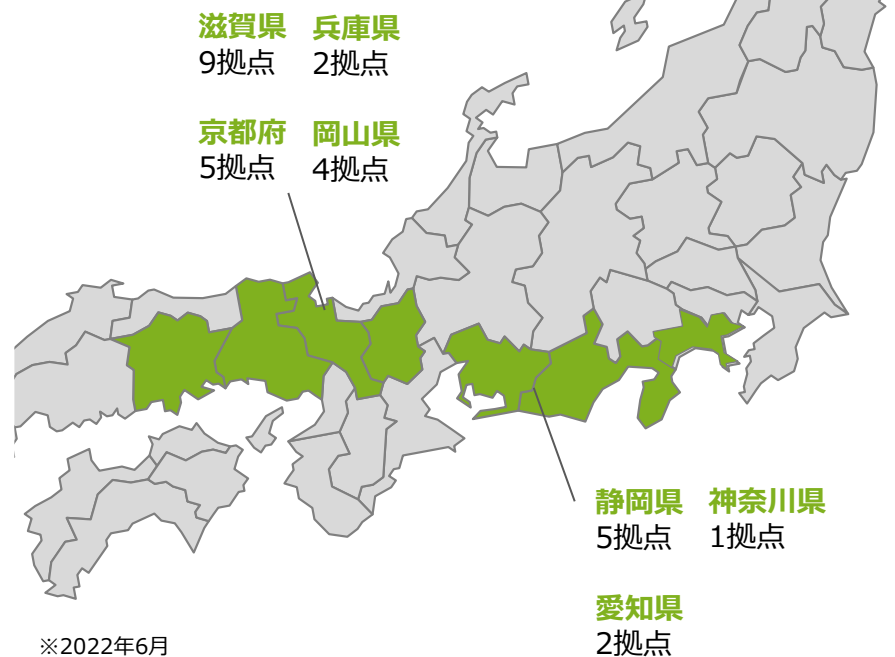 滋賀県 兵庫県
9拠点 2拠点
京都府 岡山県
5拠点 4拠点
静岡県 神奈川県
5拠点 1拠点
愛知県
2拠点
※2022年6月